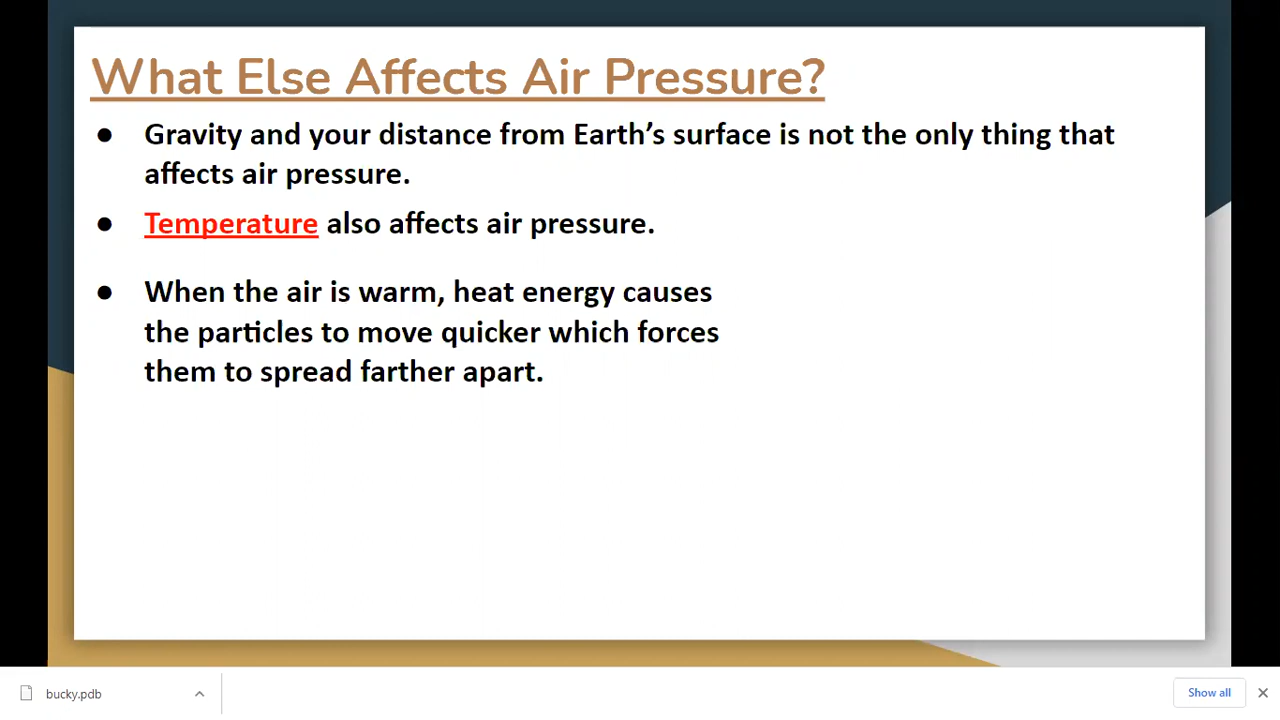 What Else Affects Air Pressure?
● Gravity and your distance from Earth’s surface is not the only thing that
affects air pressure.
● Temperature also affects air pressure.
● When the air is warm, heat energy causes
the particles to move quicker which forces
them to spread farther apart.
bucky.pdb
Show all